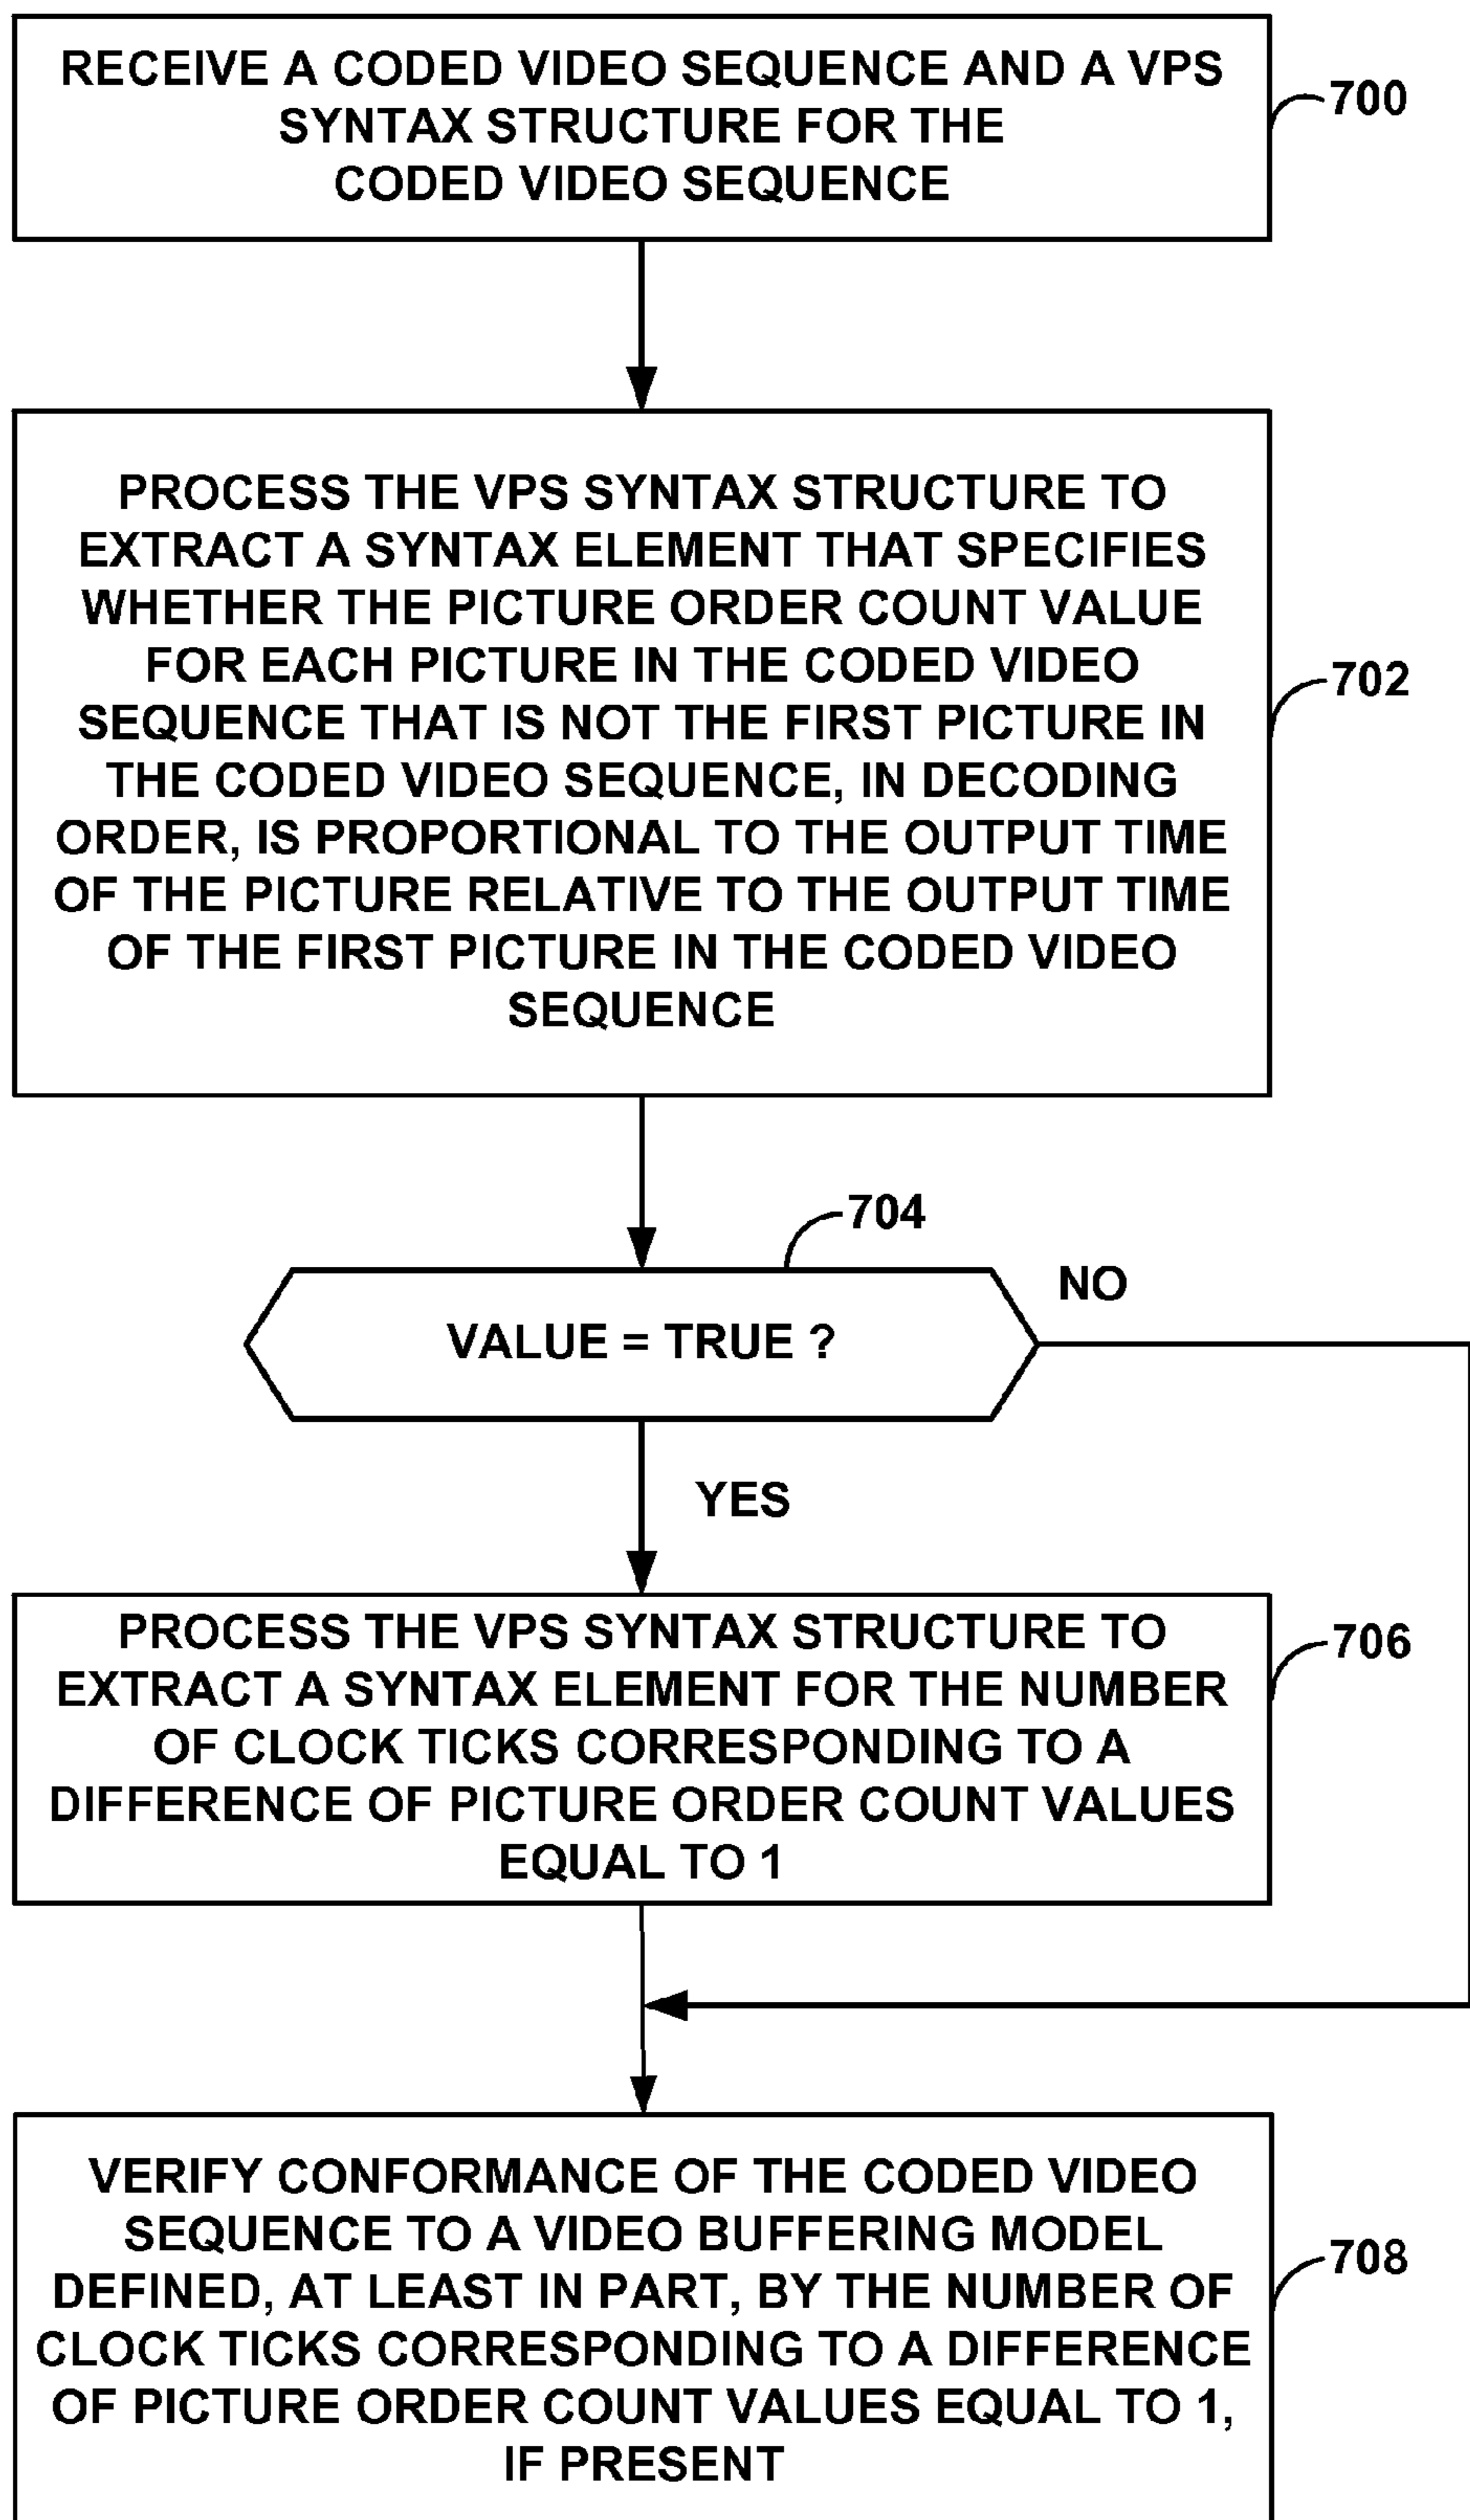 RECEIVE A CODED VIDEO SEQUENCE AND A VPS
SYNTAX STRUCTURE FOR THE
CODED VIDEO SEQUENCE
700
PROCESS THE VPS SYNTAX STRUCTURE TO
EXTRACT A SYNTAX ELEMENT THAT SPECIFIES
WHETHER THE PICTURE ORDER COUNT VALUE
FOR EACH PICTURE IN THE CODED VIDEO
SEQUENCE THAT IS NOT THE FIRST PICTURE IN
THE CODED VIDEO SEQUENCE, IN DECODING
ORDER, IS PROPORTIONAL TO THE OUTPUT TIME
OF THE PICTURE RELATIVE TO THE OUTPUT TIME
OF THE FIRST PICTURE IN THE CODED VIDEO
SEQUENCE
702
704
VALUE = TRUE ?
NO
YES
PROCESS THE VPS SYNTAX STRUCTURE TO
EXTRACT A SYNTAX ELEMENT FOR THE NUMBER
OF CLOCK TICKS CORRESPONDING TO A
DIFFERENCE OF PICTURE ORDER COUNT VALUES
EQUAL TO 1
706
VERIFY CONFORMANCE OF THE CODED VIDEO
SEQUENCE TO A VIDEO BUFFERING MODEL
DEFINED, AT LEAST IN PART, BY THE NUMBER OF
CLOCK TICKS CORRESPONDING TO A DIFFERENCE
OF PICTURE ORDER COUNT VALUES EQUAL TO 1,
IF PRESENT
708